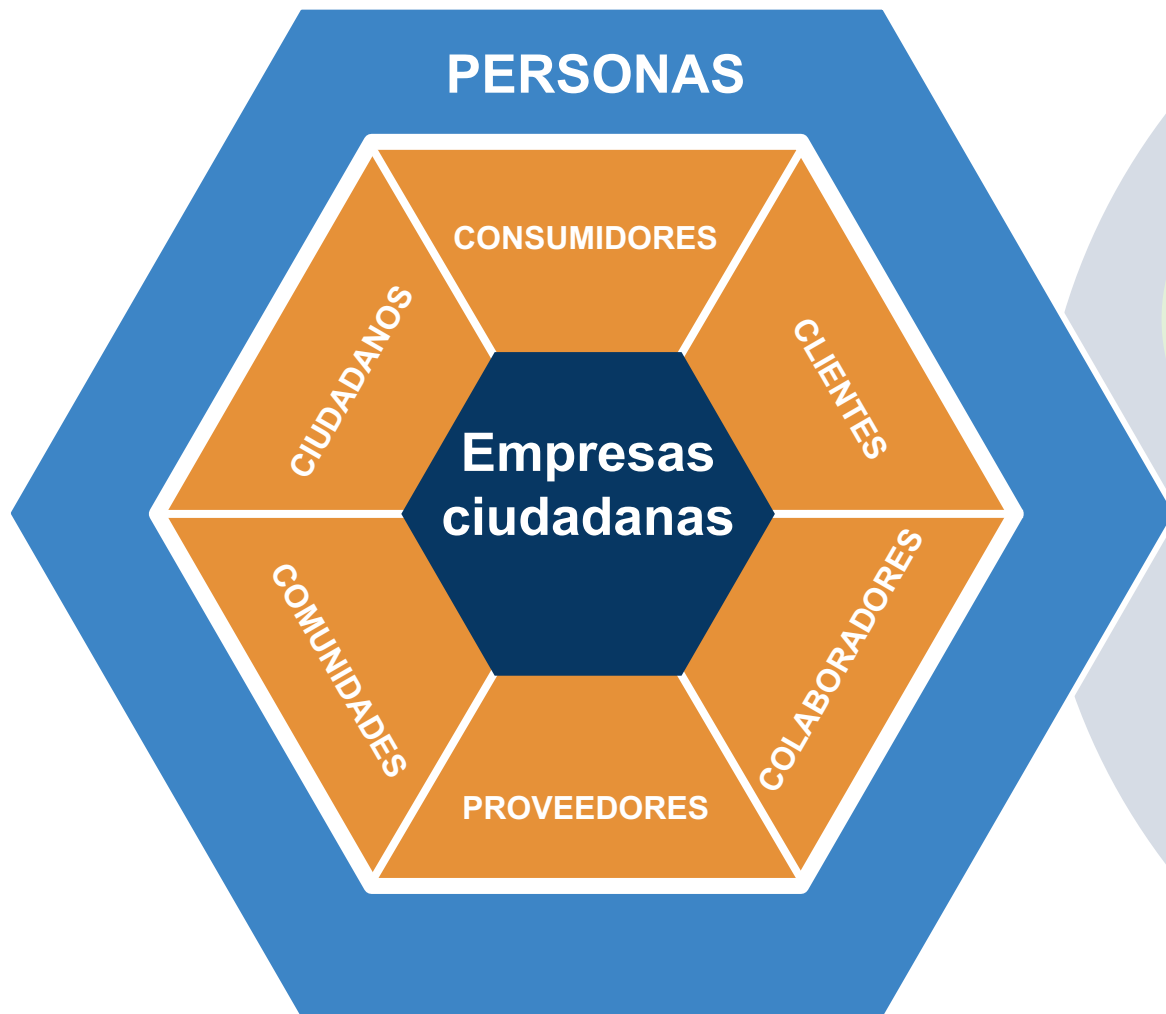 PERSONAS
CONSUMIDORES
CLIENTES
COLABORADORES
PROVEEDORES
COMUNIDADES
CIUDADANOS
Empresas
ciudadanas